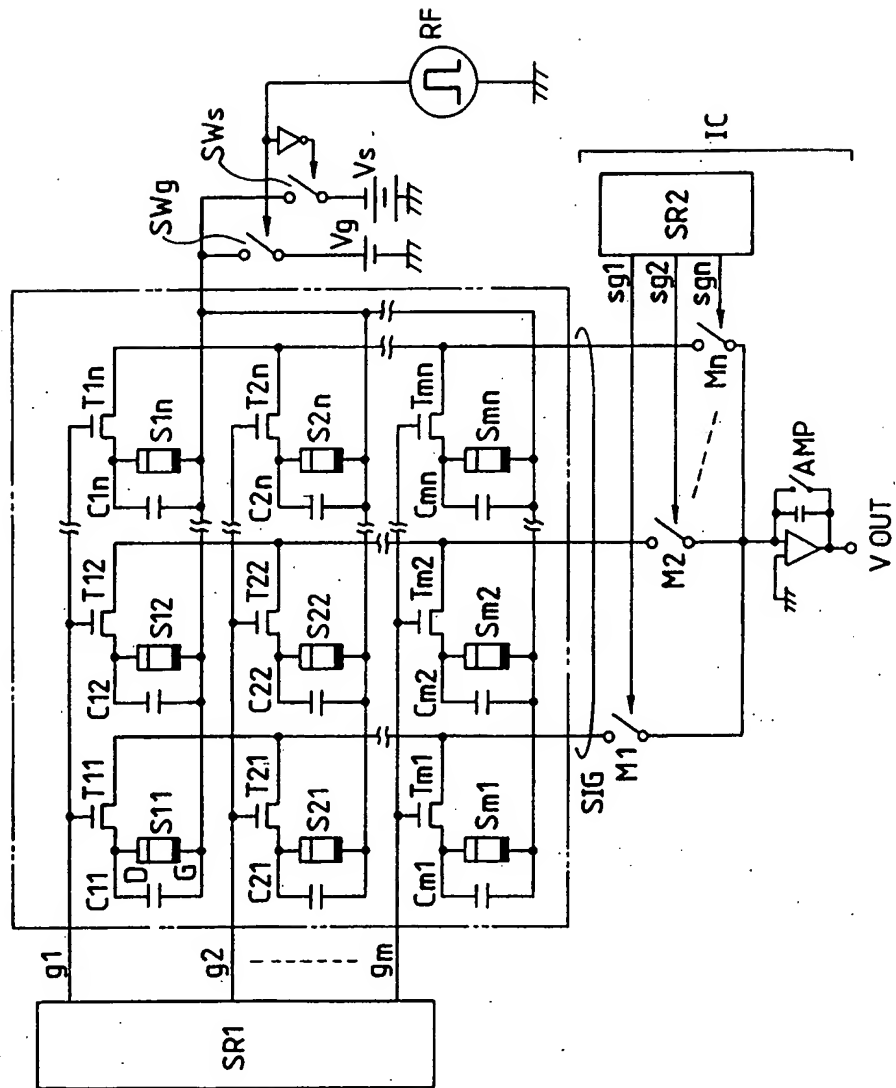 RF
SWs
SWg
Vs
Vg
g1
T11
T12
T1n
C11
D
S11
G
C12
S12
C1n
S1n
g2
T21
T22
T2n
C21
S21
C22
S22
C2n
S2n
gm
Tm1
Tm2
Tmn
Cm1
Sm1
Cm2
Sm2
Cmn
Smn
SR1
SIG
M1
M2
Mn
sg1
sg2
sgn
SR2
IC
AMP
V OUT